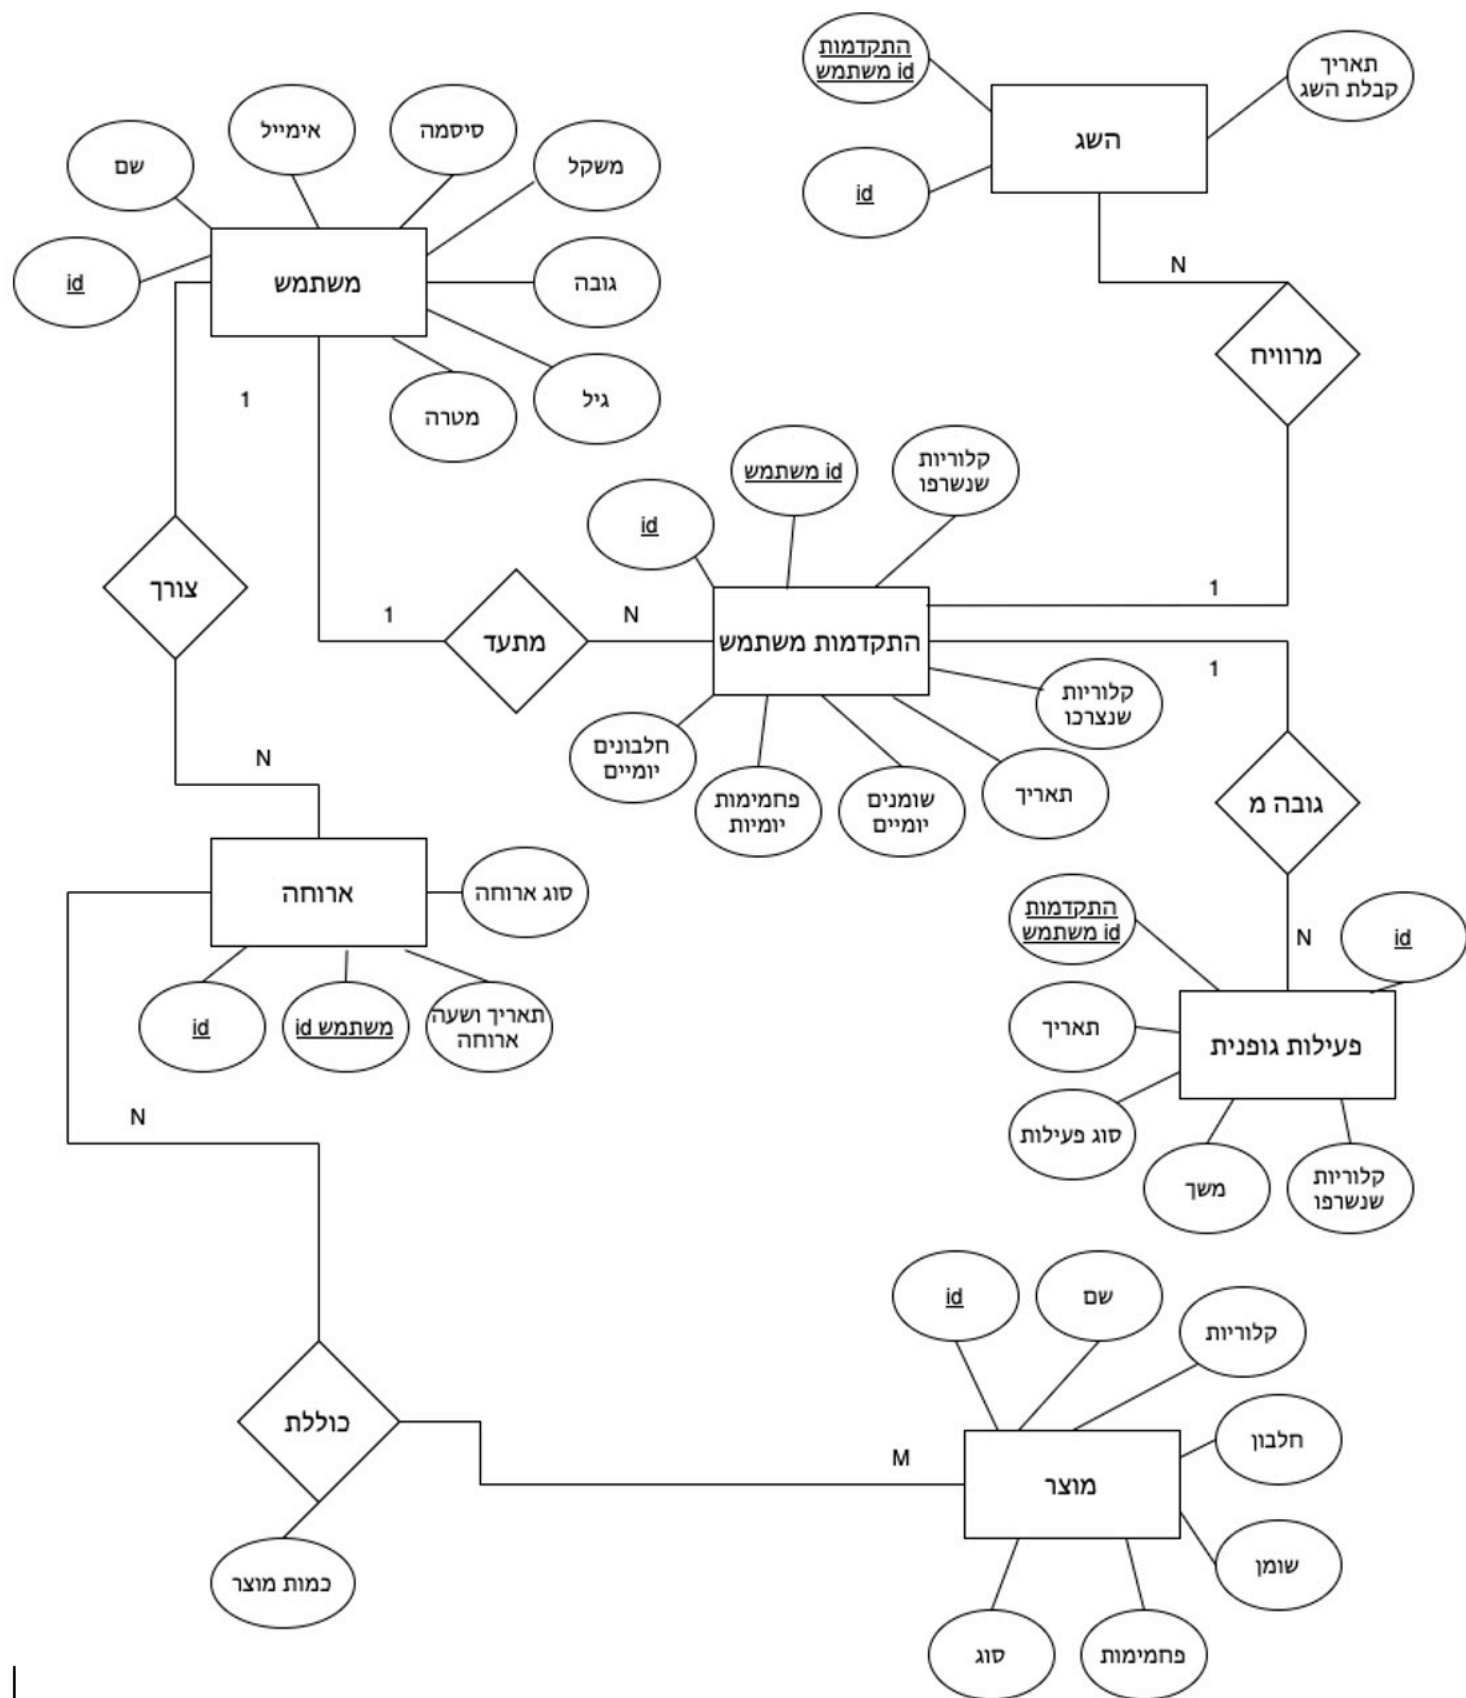 התקדמות
id משתמש
תאריך
קבלת השג
השג
id
N
מרוויח
1
אימייל
סיסמה
שם
משקל
id
משתמש
גובה
גיל
מטרה
1
צורך
N
1
מתעד
N
id
id משתמש
קלוריות
שנשרפו
התקדמות משתמש
קלוריות
שנצרכו
תאריך
שומנים
יומיים
פחמימות
יומיות
חלבונים
יומיים
1
גובה מ
N
התקדמות
id משתמש
id
תאריך
פעילות גופנית
סוג פעילות
משך
קלוריות
שנשרפו
ארוחה
סוג ארוחה
id
משתמש id
תאריך ושעה
ארוחה
N
כוללת
כמות מוצר
M
id
שם
קלוריות
חלבון
מוצר
שומן
סוג
פחמימות